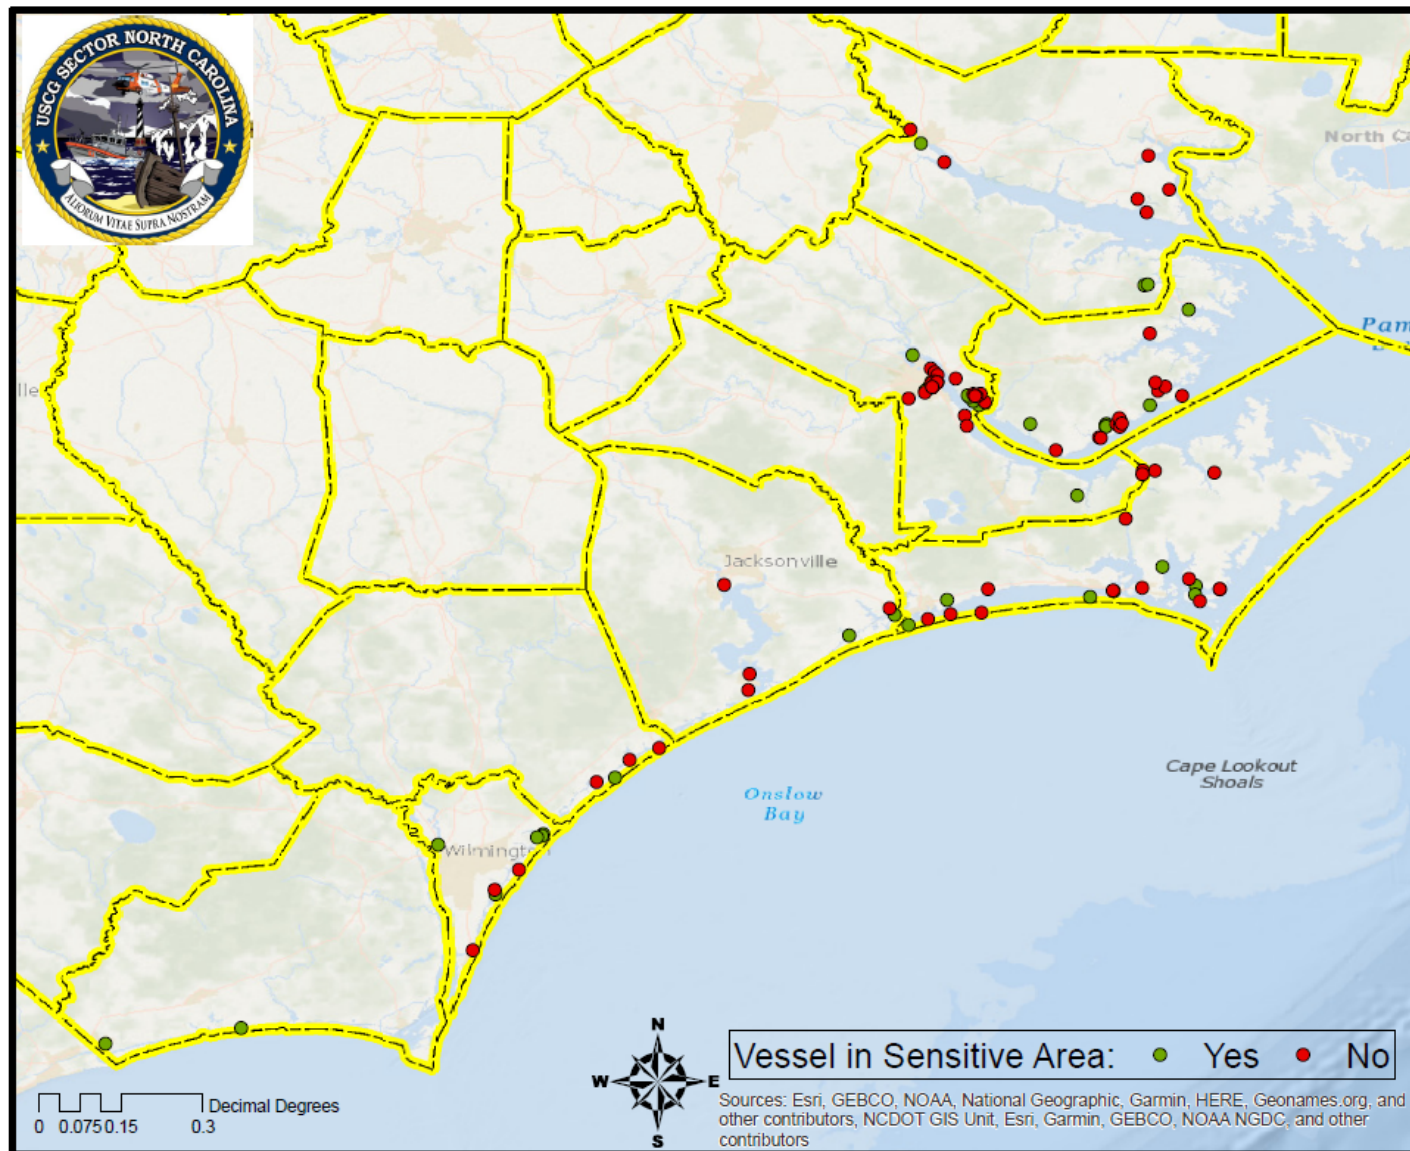 USCG SECTOR NORTH CAROLINA
ALIORUM VITAE SUPRA NOSTRAM
North Ca
Pam
lle
Jacksonville
Cape Lookout
Shoals
Onslow
Bay
Wilmington
N
W E
S
Vessel in Sensitive Area: Yes No
Decimal Degrees
0 0.075 0.15 0.3
Sources: Esri, GEBCO, NOAA, National Geographic, Garmin, HERE, Geonames.org, and
other contributors, NCDOT GIS Unit, Esri, Garmin, GEBCO, NOAA NGDC, and other
contributors